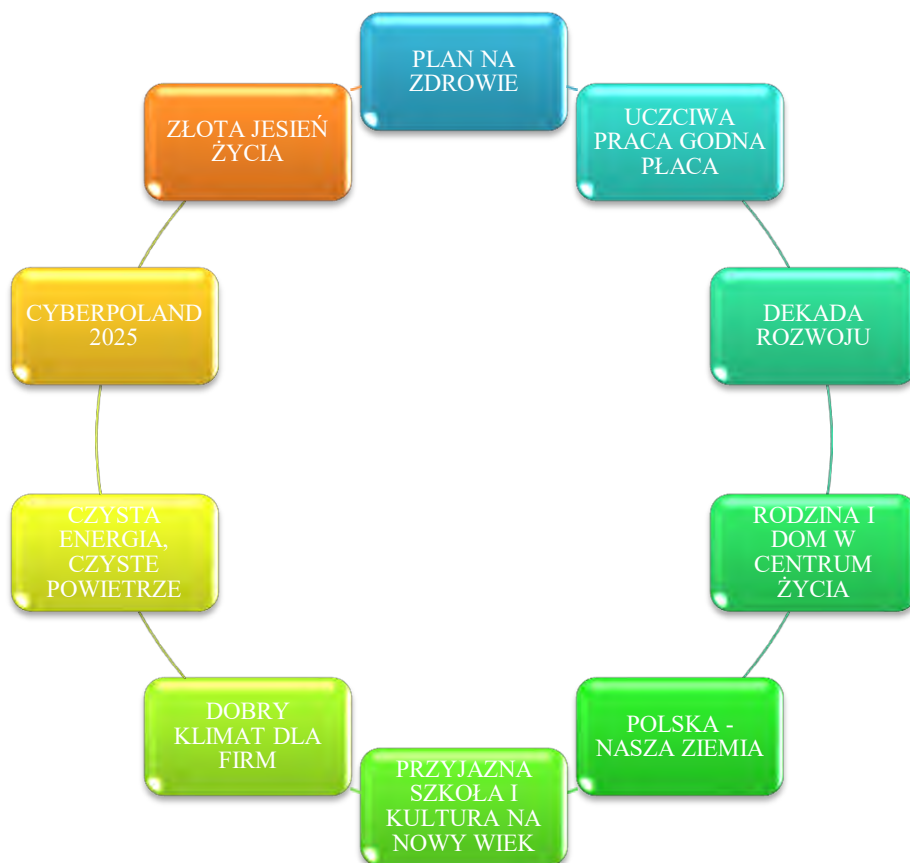 PLAN NA
ZDROWIE
UCZCIWA
PRACA GODNA
PŁACA
DEKADA
ROZWOJU
RODZINA I
DOM W
CENTRUM
ŻYCIA
POLSKA -
NASZA ZIEMIA
PRZYJAZNA
SZKOŁA I
KULTURA NA
NOWY WIEK
DOBRY
KLIMAT DLA
FIRM
CZYSTA
ENERGIA,
CZYSTE
POWIETRZE
CYBERPOLAND
2025
ZŁOTA JESIEŃ
ŻYCIA